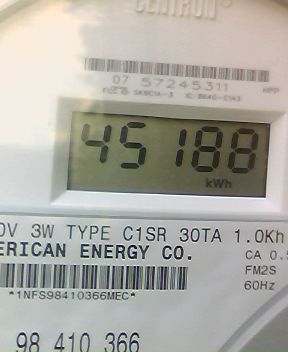 CENTRON®
07 57245311
45188
kWh
0V 3W TYPE C1SR 30TA 1.0Kh
ERICAN ENERGY CO.
CA 0.5
FM2S
60Hz
*1NFS98410366MEC*
98 410 366